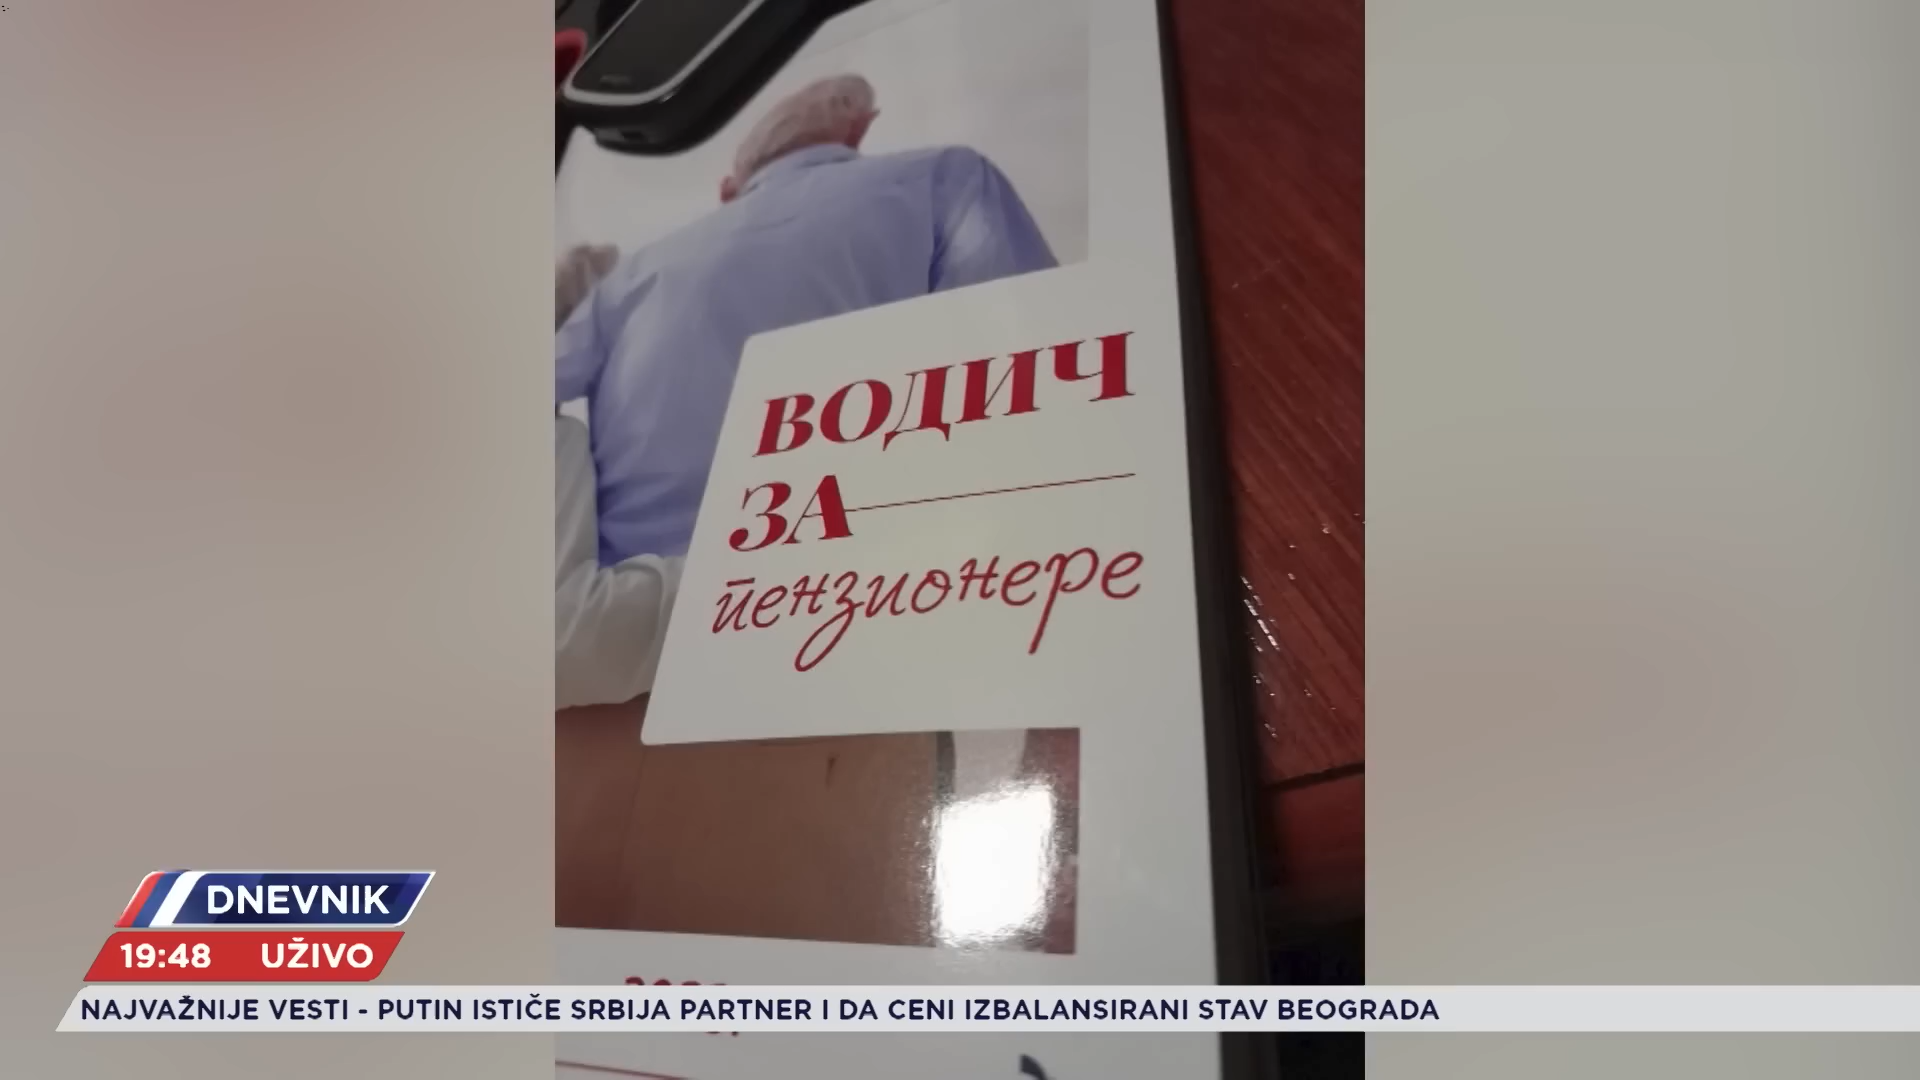 ВОДИЧ
ЗА
пензионере
DNEVNIK
19:48 UŽIVO
NAJVAŽNIJE VESTI - PUTIN ISTIČE SRBIJA PARTNER I DA CENI IZBALANSIRANI STAV BEOGRADA